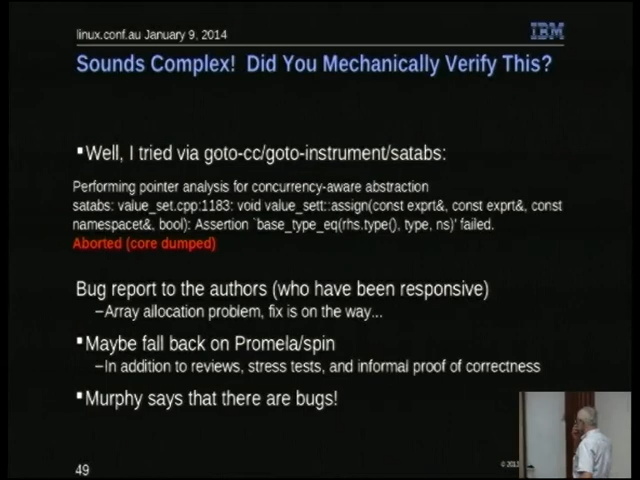 linux.conf.au January 9, 2014
IBM
Sounds Complex! Did You Mechanically Verify This?
▪Well, I tried via goto-cc/goto-instrument/satabs:
Performing pointer analysis for concurrency-aware abstraction
satabs: value_set.cpp:1183: void value_sett::assign(const exprt&, const exprt&, const
namespacet&, bool): Assertion `base_type_eq(rhs.type(), type, ns)' failed.
Aborted (core dumped)
Bug report to the authors (who have been responsive)
–Array allocation problem, fix is on the way...
▪Maybe fall back on Promela/spin
–In addition to reviews, stress tests, and informal proof of correctness
▪Murphy says that there are bugs!
49